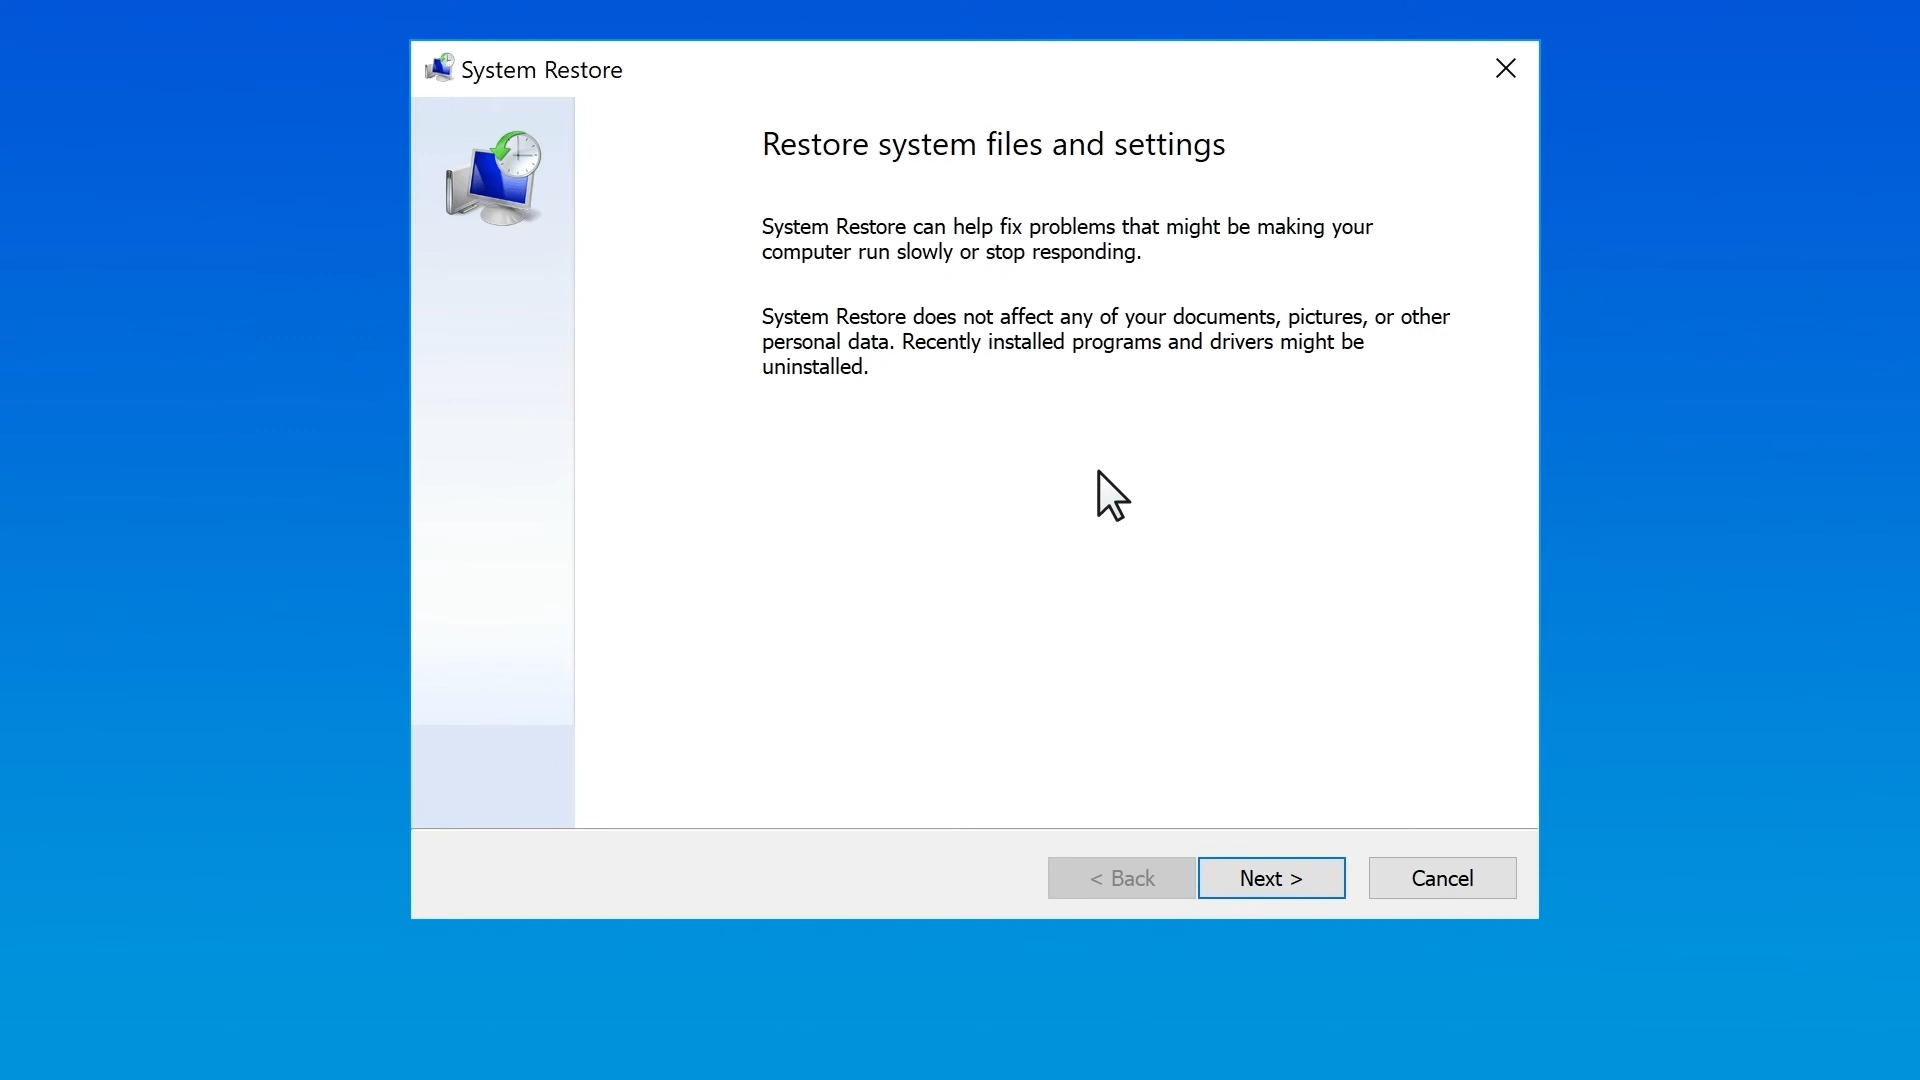 System Restore
Restore system files and settings
System Restore can help fix problems that might be making your
computer run slowly or stop responding.
System Restore does not affect any of your documents, pictures, or other
personal data. Recently installed programs and drivers might be
uninstalled.
< Back Next > Cancel